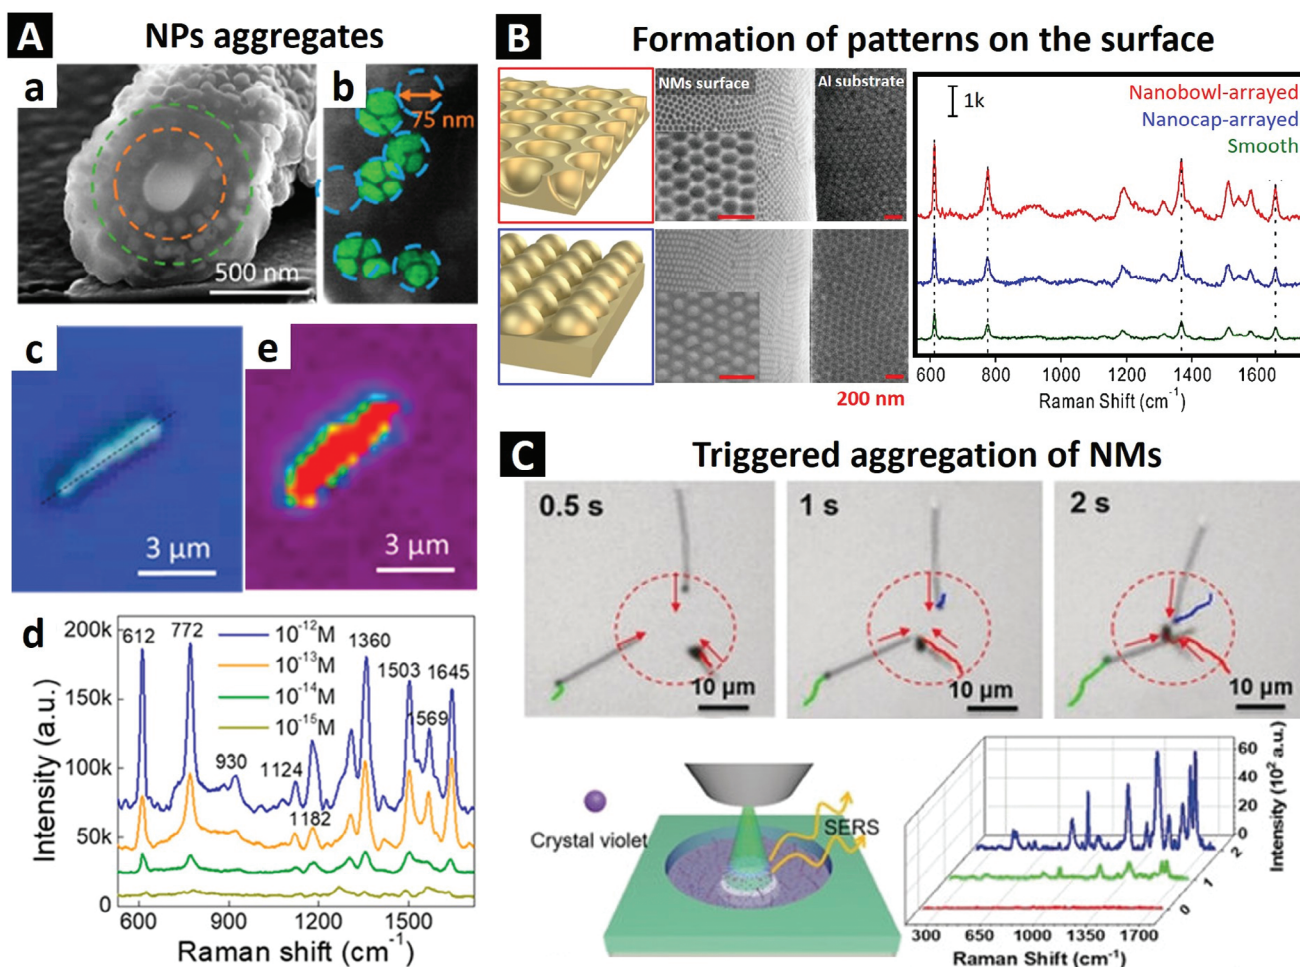 A NPs aggregates
a
500 nm
b
75 nm
c
3 µm
e
3 µm
d
200k
150k
100k
50k
0
Intensity (a.u.)
612
772
930
1124
1182
1360
1503
1569
1645
10⁻¹²M
10⁻¹³M
10⁻¹⁴M
10⁻¹⁵M
600 900 1200 1500
Raman shift (cm⁻¹)
B Formation of patterns on the surface
NMs surface
Al substrate
200 nm
1k
Nanobowl-arrayed
Nanocap-arrayed
Smooth
600 800 1000 1200 1400 1600
Raman Shift (cm⁻¹)
C Triggered aggregation of NMs
0.5 s
10 µm
1 s
10 µm
2 s
10 µm
Crystal violet
SERS
60
40
20
0
Intensity (10² a.u.)
2
1
0
300 650 1000 1350 1700
Raman Shift (cm⁻¹)